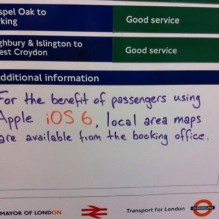 spel Oak to
rking
Good service
ghbury & Islington to
est Croydon
Good service
dditional information
For the benefit of passengers using
Apple iOS 6, local area maps
are available from the booking office.
MAYOR OF LONDON
Transport for London